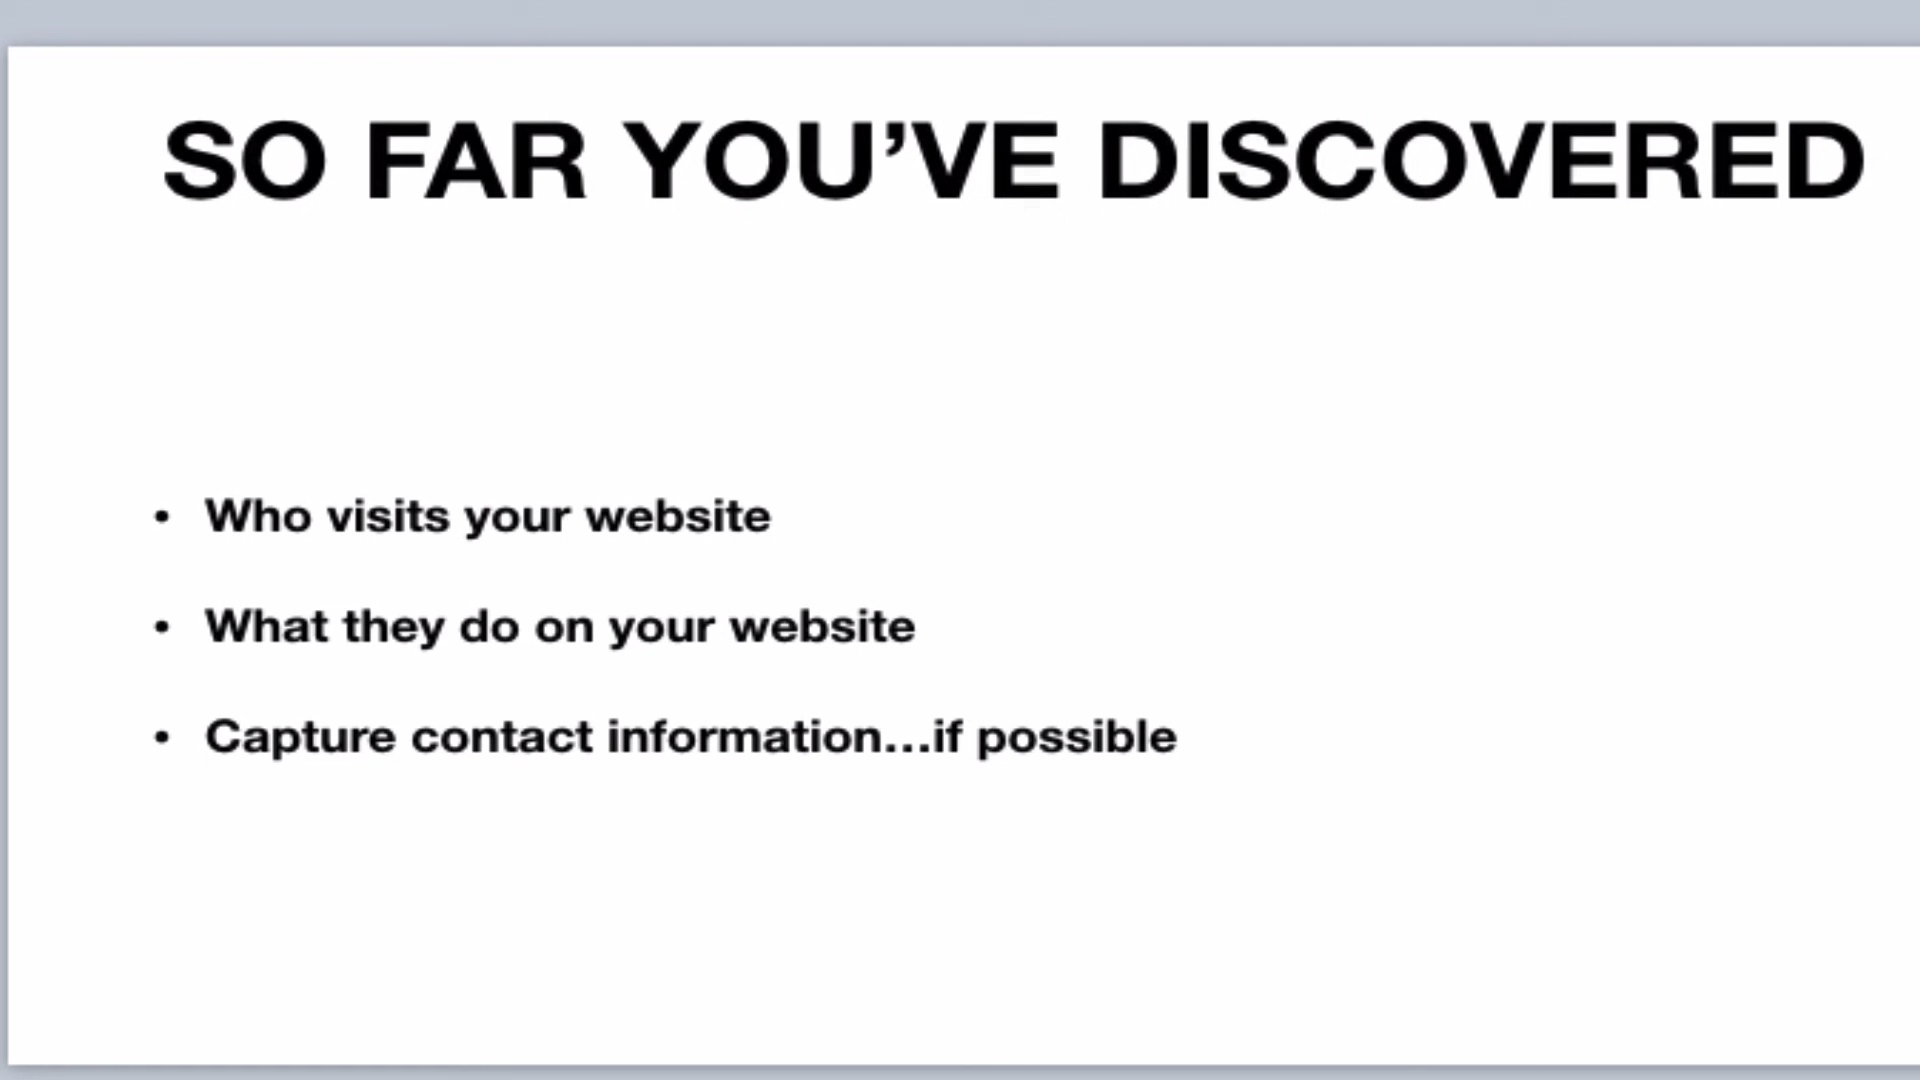 SO FAR YOU’VE DISCOVERED
• Who visits your website
• What they do on your website
• Capture contact information...if possible